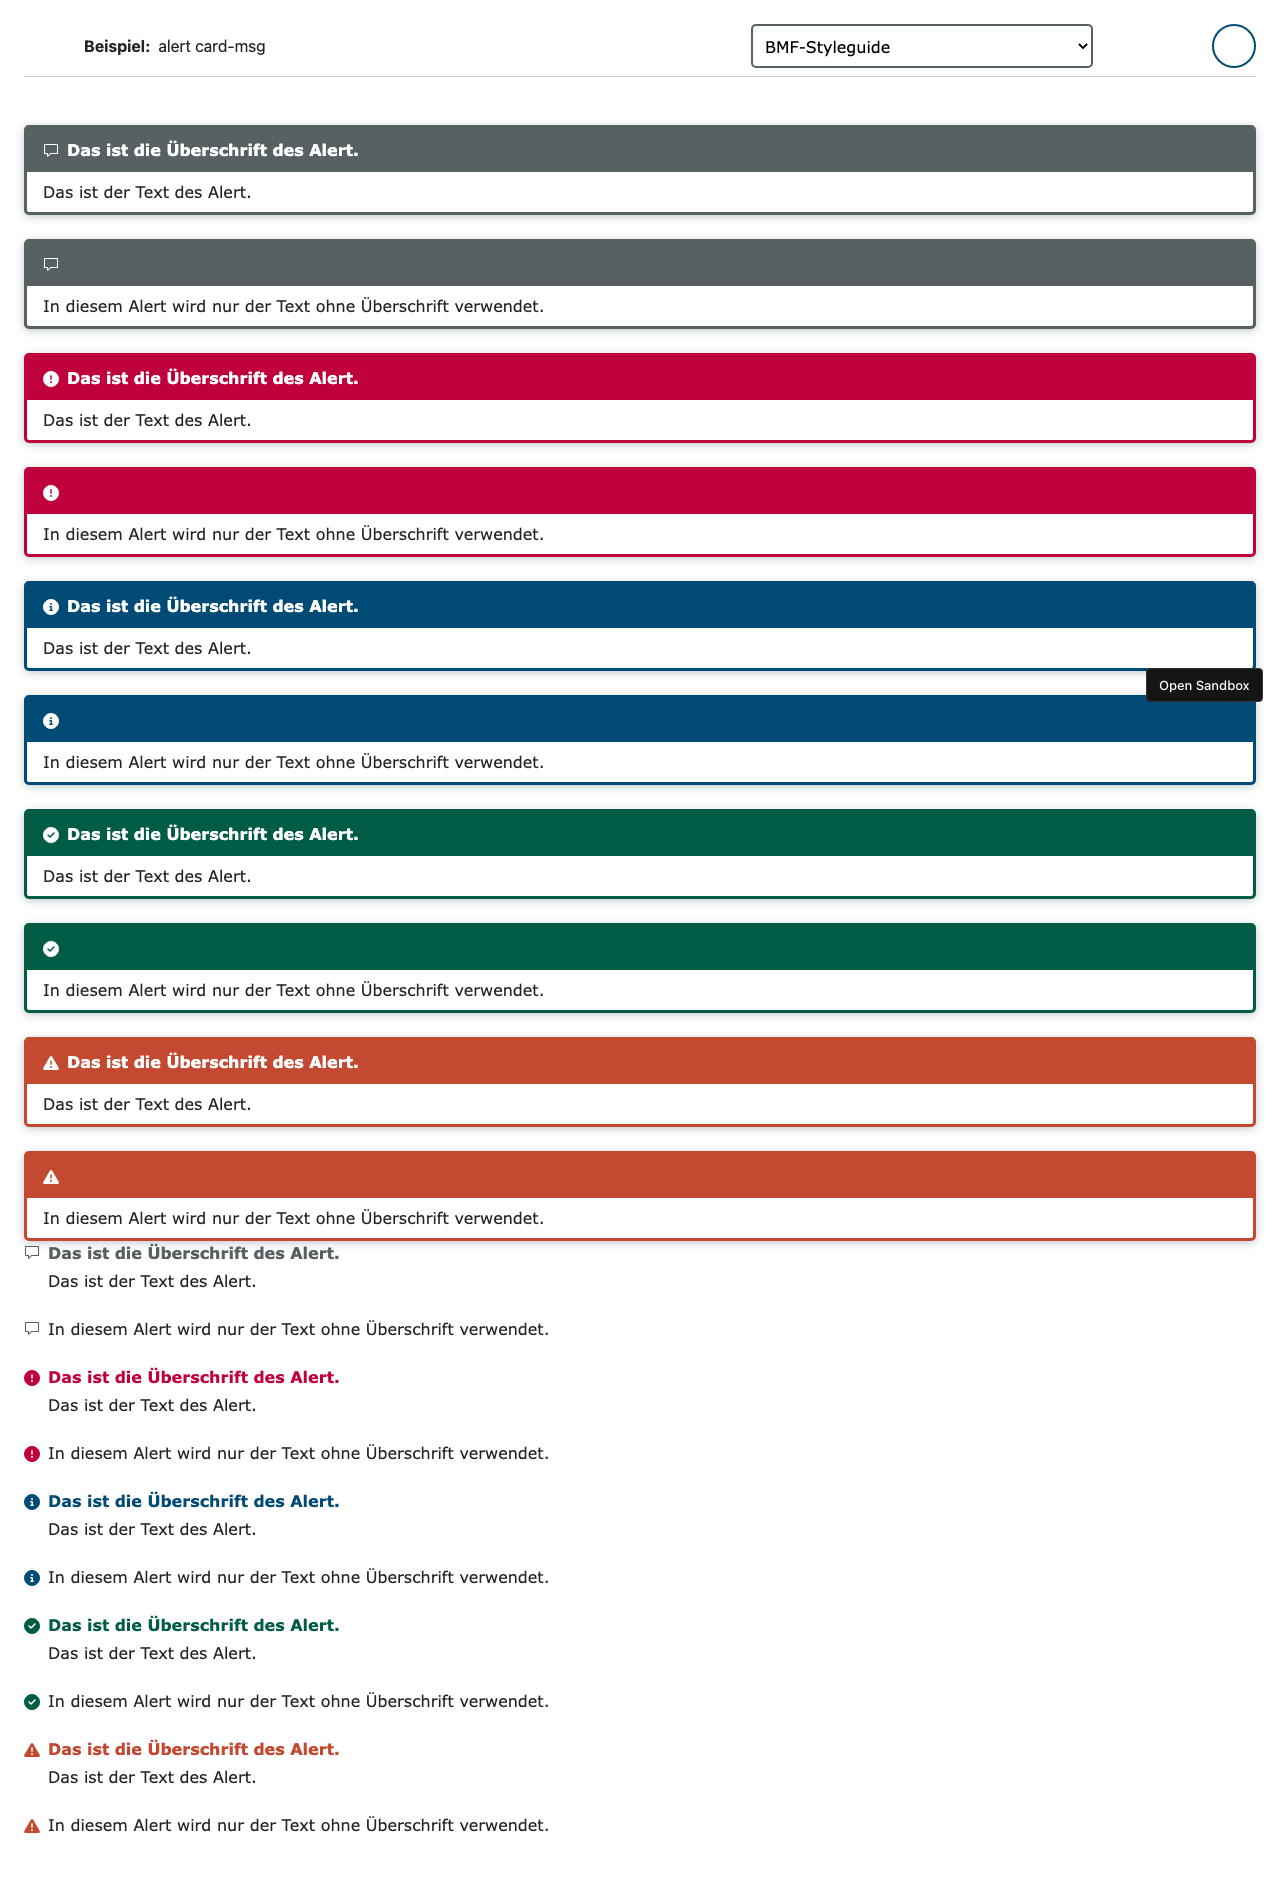 Beispiel: alert card-msg
BMF-Styleguide
Das ist die Überschrift des Alert.
Das ist der Text des Alert.
In diesem Alert wird nur der Text ohne Überschrift verwendet.
Das ist die Überschrift des Alert.
Das ist der Text des Alert.
In diesem Alert wird nur der Text ohne Überschrift verwendet.
Das ist die Überschrift des Alert.
Das ist der Text des Alert.
Open Sandbox
In diesem Alert wird nur der Text ohne Überschrift verwendet.
Das ist die Überschrift des Alert.
Das ist der Text des Alert.
In diesem Alert wird nur der Text ohne Überschrift verwendet.
Das ist die Überschrift des Alert.
Das ist der Text des Alert.
In diesem Alert wird nur der Text ohne Überschrift verwendet.
Das ist die Überschrift des Alert.
Das ist der Text des Alert.
In diesem Alert wird nur der Text ohne Überschrift verwendet.
Das ist die Überschrift des Alert.
Das ist der Text des Alert.
In diesem Alert wird nur der Text ohne Überschrift verwendet.
Das ist die Überschrift des Alert.
Das ist der Text des Alert.
In diesem Alert wird nur der Text ohne Überschrift verwendet.
Das ist die Überschrift des Alert.
Das ist der Text des Alert.
In diesem Alert wird nur der Text ohne Überschrift verwendet.
Das ist die Überschrift des Alert.
Das ist der Text des Alert.
In diesem Alert wird nur der Text ohne Überschrift verwendet.